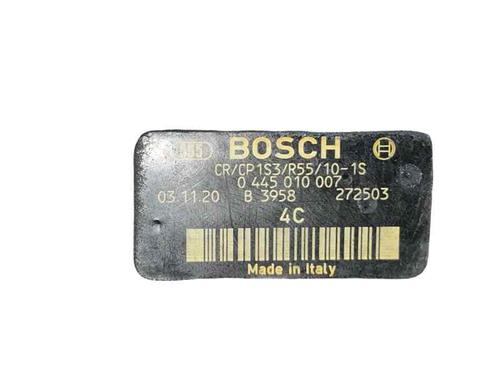 BOSCH
CR/CP1S3/R55/10-1S
0 445 010 007
03.11.20 B 3958 272503
4C
Made in Italy